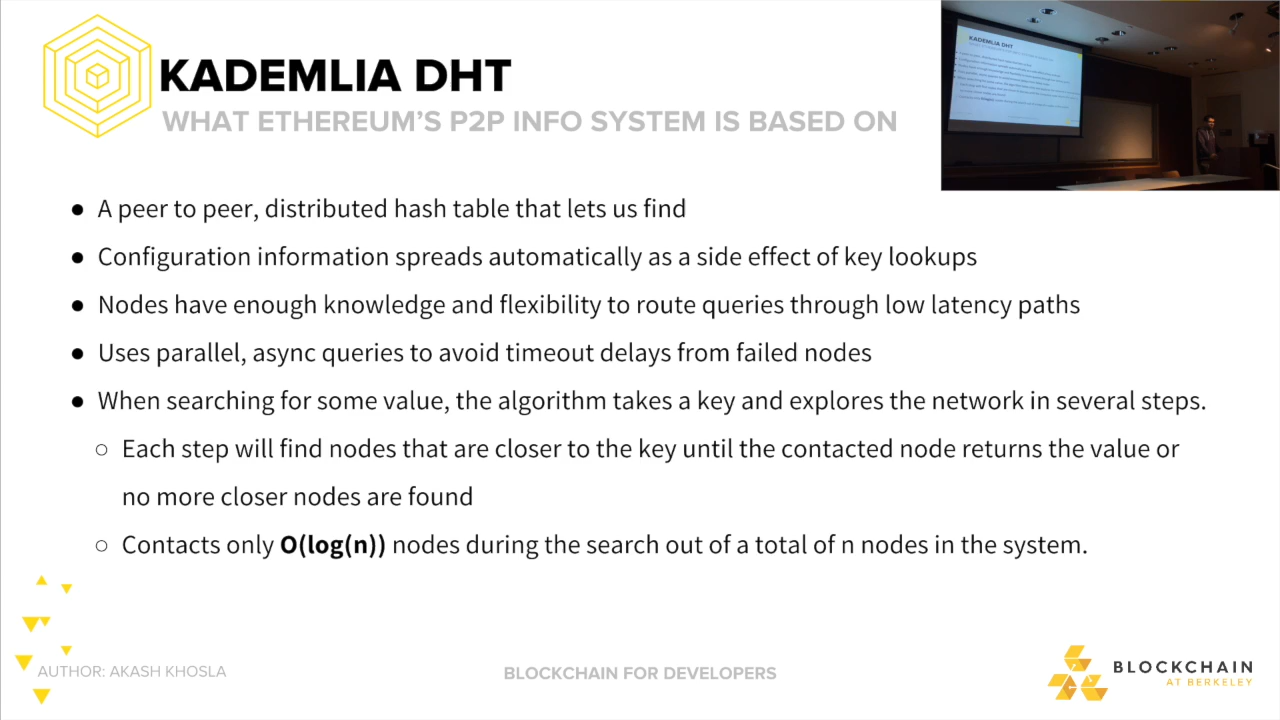 KADEMLIA DHT
WHAT ETHEREUM'S P2P INFO SYSTEM IS BASED ON
● A peer to peer, distributed hash table that lets us find
● Configuration information spreads automatically as a side effect of key lookups
● Nodes have enough knowledge and flexibility to route queries through low latency paths
● Uses parallel, async queries to avoid timeout delays from failed nodes
● When searching for some value, the algorithm takes a key and explores the network in several steps.
○ Each step will find nodes that are closer to the key until the contacted node returns the value or
no more closer nodes are found
○ Contacts only O(log(n)) nodes during the search out of a total of n nodes in the system.
AUTHOR: AKASH KHOSLA
BLOCKCHAIN FOR DEVELOPERS
BLOCKCHAIN
AT BERKELEY
KADEMLIA DHT